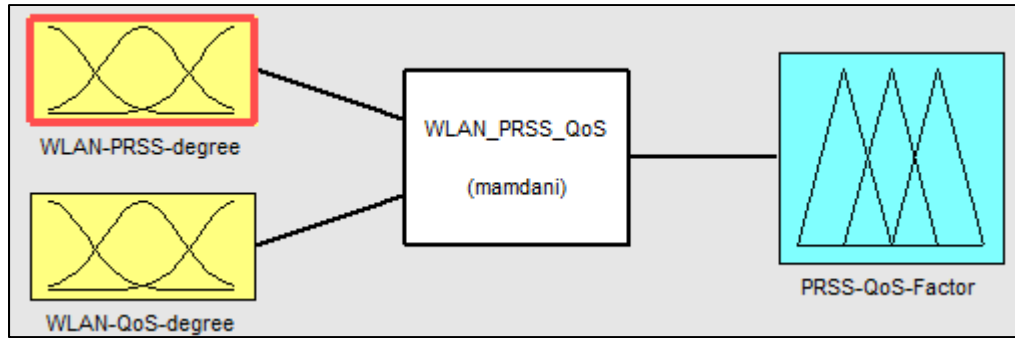 WLAN-PRSS-degree
WLAN-QoS-degree
WLAN_PRSS_QoS
(mamdani)
PRSS-QoS-Factor